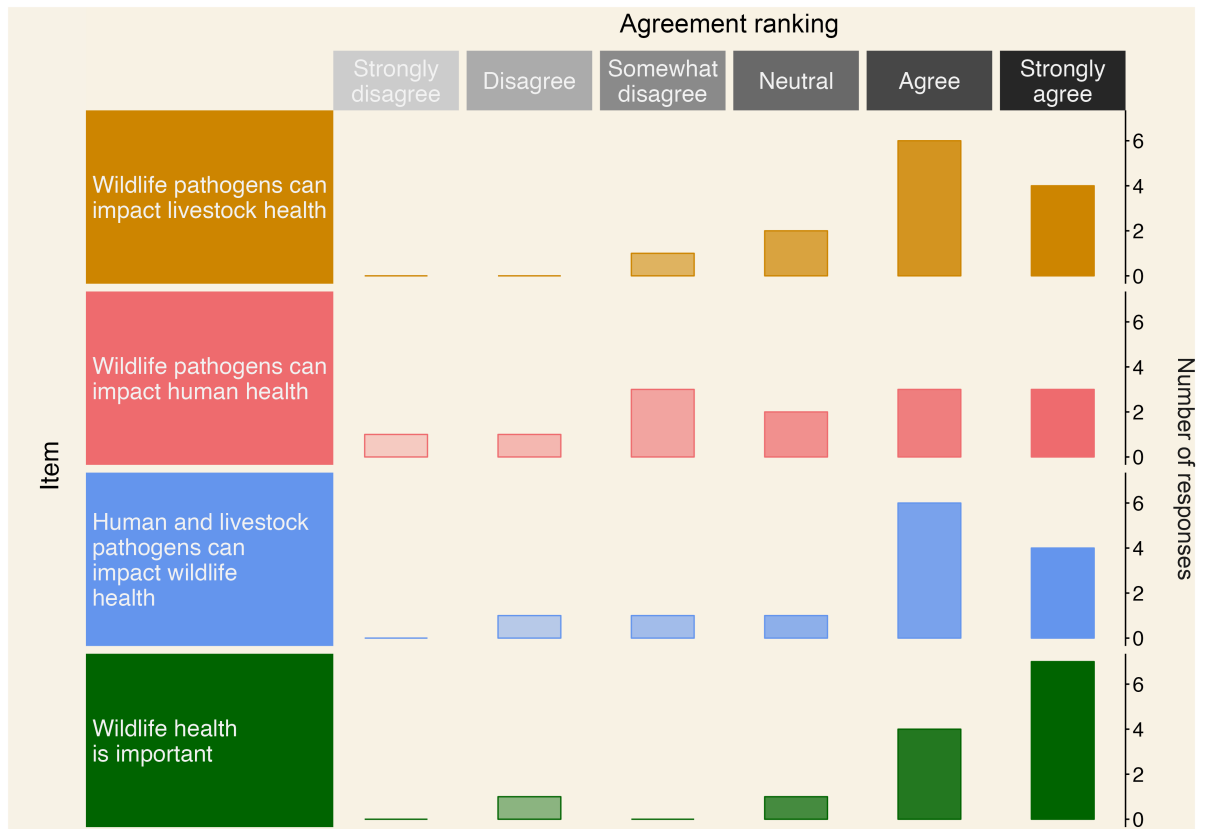 Agreement ranking
Strongly
disagree
Disagree
Somewhat
disagree
Neutral
Agree
Strongly
agree
Wildlife pathogens can
impact livestock health
6
4
2
0
Wildlife pathogens can
impact human health
6
4
2
0
Human and livestock
pathogens can
impact wildlife
health
6
4
2
0
Wildlife health
is important
6
4
2
0
Item
Number of responses